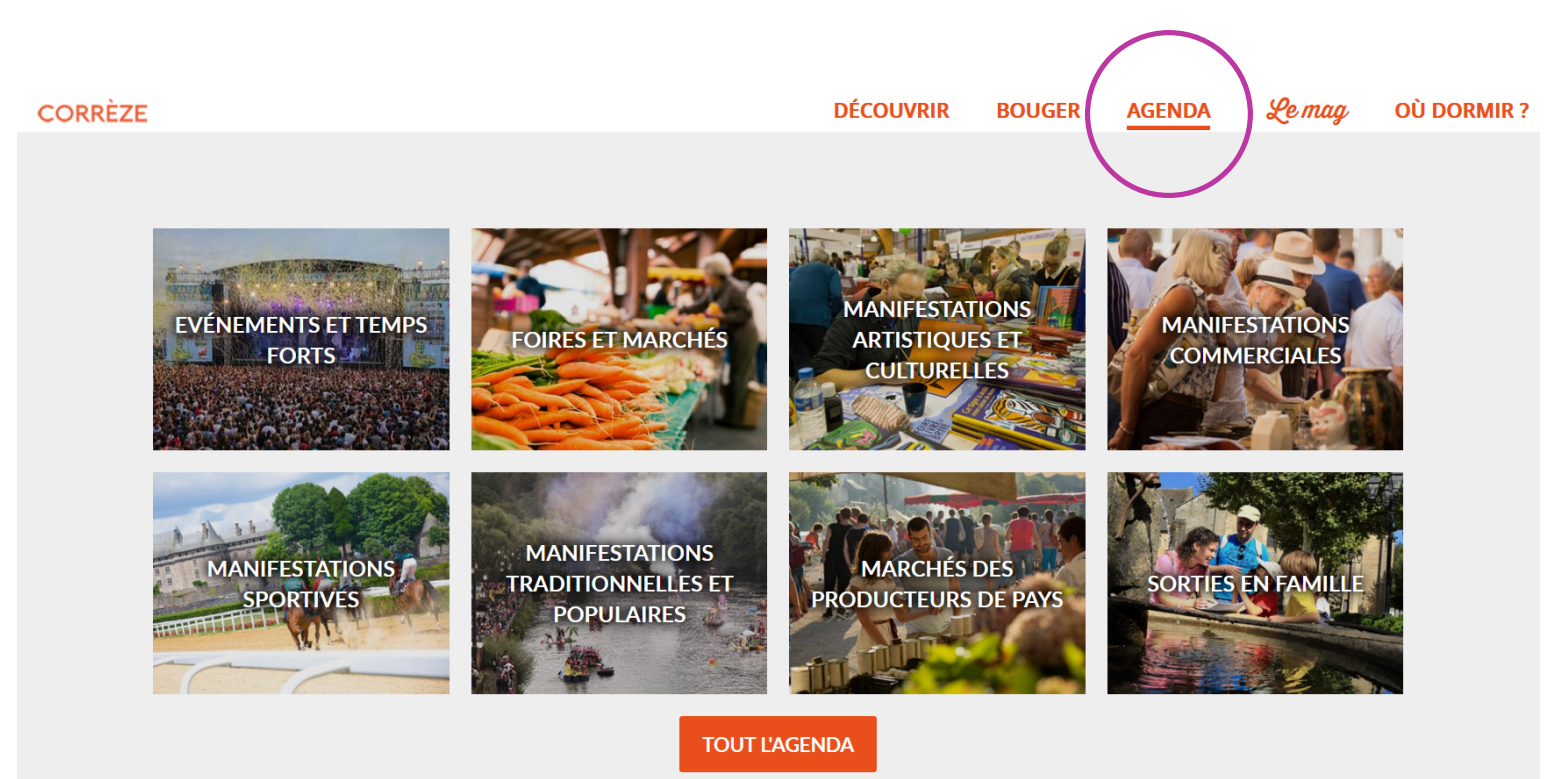 CORRÈZE
DÉCOUVRIR BOUGER AGENDA Le mag OÙ DORMIR ?
EVÉNEMENTS ET TEMPS
FORTS
FOIRES ET MARCHÉS
MANIFESTATIONS
ARTISTIQUES ET
CULTURELLES
MANIFESTATIONS
COMMERCIALES
MANIFESTATIONS
SPORTIVES
MANIFESTATIONS
TRADITIONNELLES ET
POPULAIRES
MARCHÉS DES
PRODUCTEURS DE PAYS
SORTIES EN FAMILLE
TOUT L'AGENDA